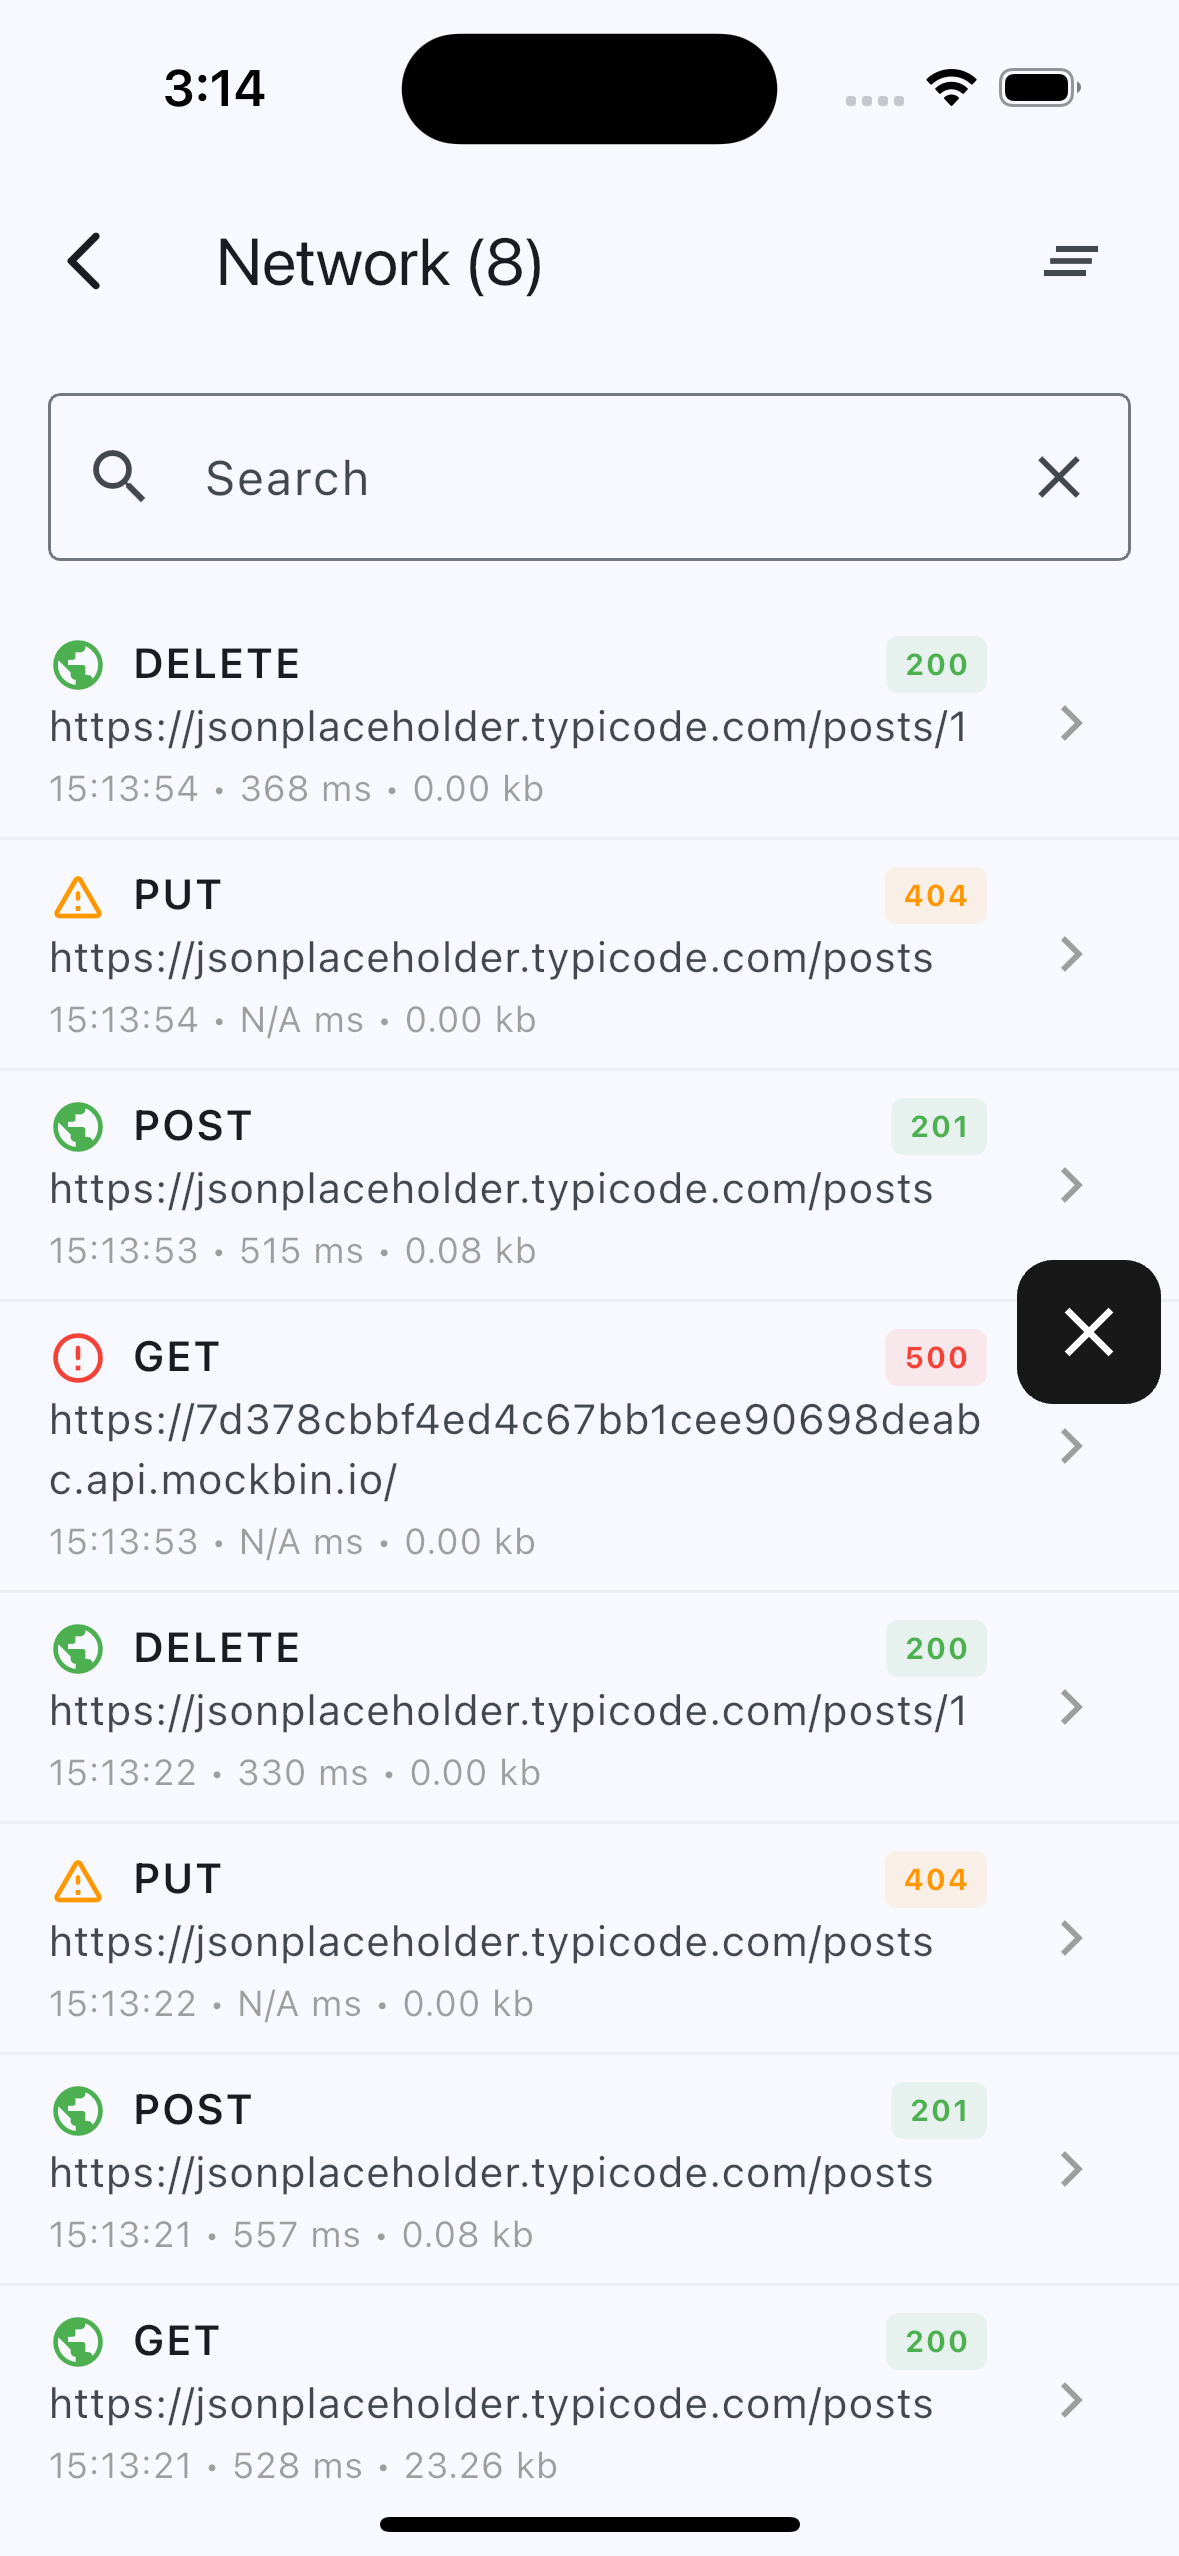 3:14
Network (8)
Search
DELETE 200
https://jsonplaceholder.typicode.com/posts/1
15:13:54 • 368 ms • 0.00 kb
PUT 404
https://jsonplaceholder.typicode.com/posts
15:13:54 • N/A ms • 0.00 kb
POST 201
https://jsonplaceholder.typicode.com/posts
15:13:53 • 515 ms • 0.08 kb
GET 500
https://7d378cbbf4ed4c67bb1cee90698deab
c.api.mockbin.io/
15:13:53 • N/A ms • 0.00 kb
DELETE 200
https://jsonplaceholder.typicode.com/posts/1
15:13:22 • 330 ms • 0.00 kb
PUT 404
https://jsonplaceholder.typicode.com/posts
15:13:22 • N/A ms • 0.00 kb
POST 201
https://jsonplaceholder.typicode.com/posts
15:13:21 • 557 ms • 0.08 kb
GET 200
https://jsonplaceholder.typicode.com/posts
15:13:21 • 528 ms • 23.26 kb